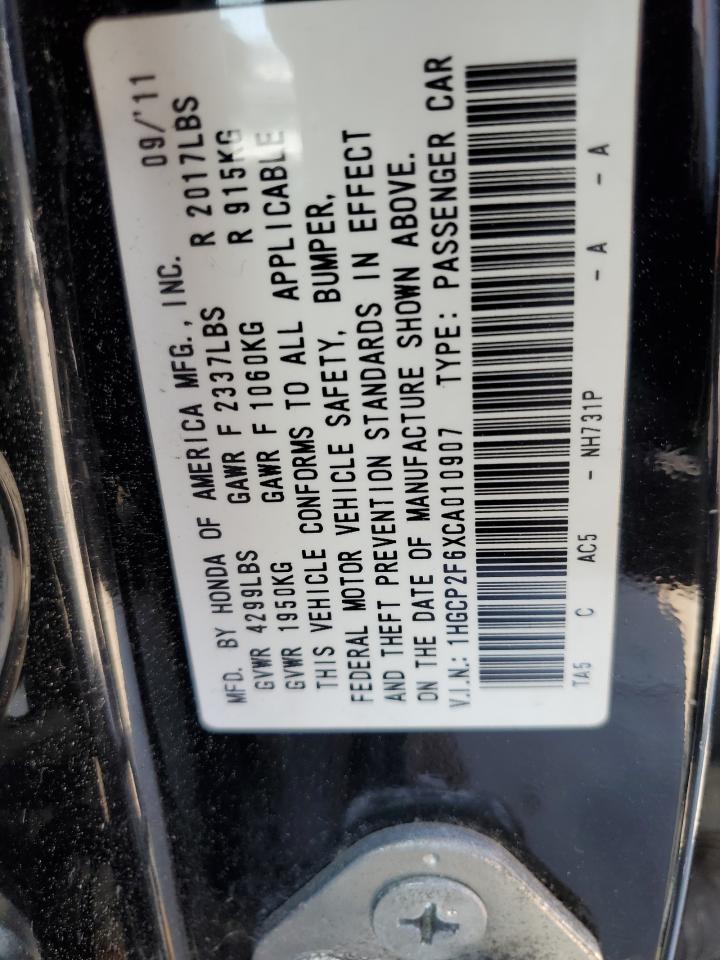 MFD. BY HONDA OF AMERICA MFG., INC. 09/'11
GVWR 4299LBS GAWR F 2337LBS R 2017LBS
GVWR 1950KG GAWR F 1060KG R 915KG
THIS VEHICLE CONFORMS TO ALL APPLICABLE
FEDERAL MOTOR VEHICLE SAFETY, BUMPER,
AND THEFT PREVENTION STANDARDS IN EFFECT
ON THE DATE OF MANUFACTURE SHOWN ABOVE.
V.I.N.: 1HGCP2F6XCA010907 TYPE: PASSENGER CAR
TA5 C AC5 - NH731P - A - A